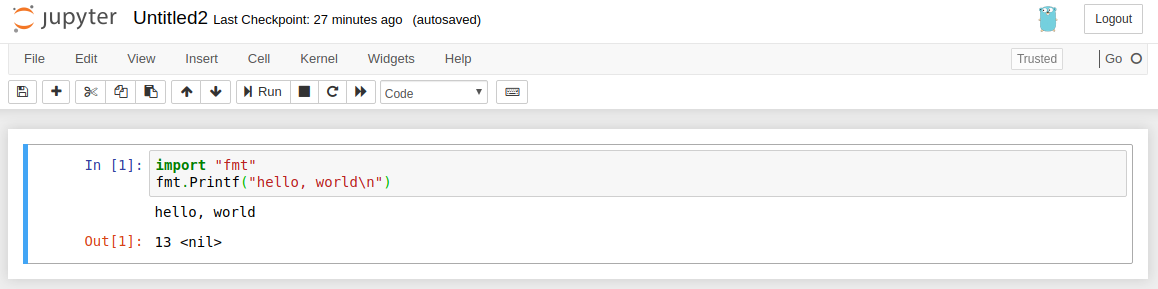 jupyter Untitled2 Last Checkpoint: 27 minutes ago (autosaved) Logout
File Edit View Insert Cell Kernel Widgets Help Trusted Go
Run Code
In [1]: import "fmt"
fmt.Printf("hello, world\n")
hello, world
Out[1]: 13 <nil>